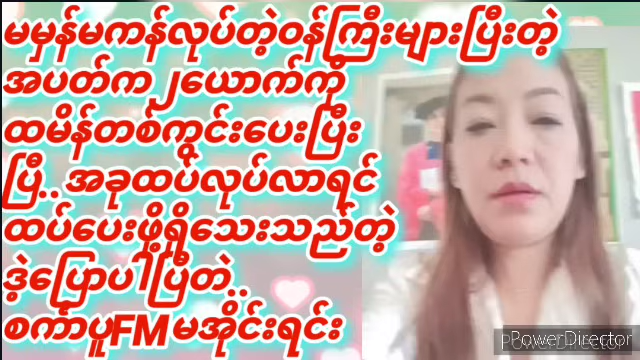 မမှန်မကန်လုပ်တဲ့ဝန်ကြီးများပြီးတဲ့
အပတ်က၂ယောက်ကို
ထမိန်တစ်ကွင်းပေးပြီး
ပြီ..အခုထပ်လုပ်လာရင်
ထပ်ပေးဖို့ရှိသေးသည်တဲ့
ဒဲ့ပြောပါပြီတဲ့..
စင်္ကာပူFMမအိုင်းရင်း
PowerDirector